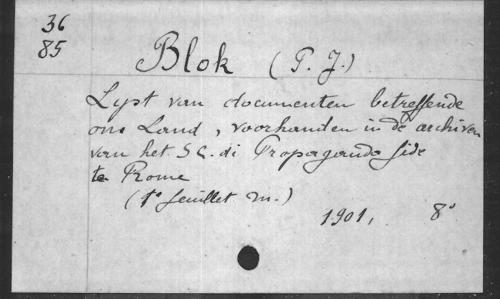 36
85
Blok (P. J.)
Lyst van documenten betreffende
ons Land, voorhanden in de archiven
van het S C. di Propaganda fide
te Rome
(1e feuillet m.)
1901, 8°